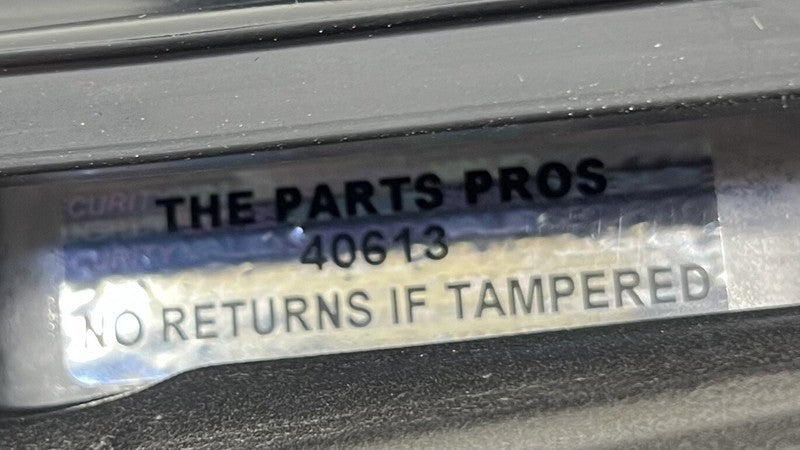 THE PARTS PROS
40613
NO RETURNS IF TAMPERED